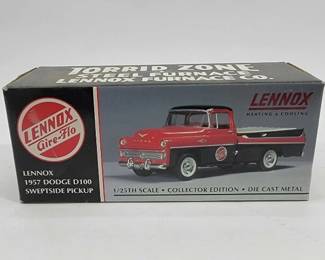 TORRID ZONE
STEEL FURNACE
LENNOX FURNACE CO.
LENNOX
Aire-Flo
LENNOX
1957 DODGE D100
SWEPTSIDE PICKUP
LENNOX
HEATING & COOLING
1/25TH SCALE • COLLECTOR EDITION • DIE CAST METAL